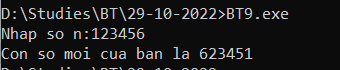 D:\Studies\BT\29-10-2022>BT9.exe
Nhap so n:123456
Con so moi cua ban la 623451